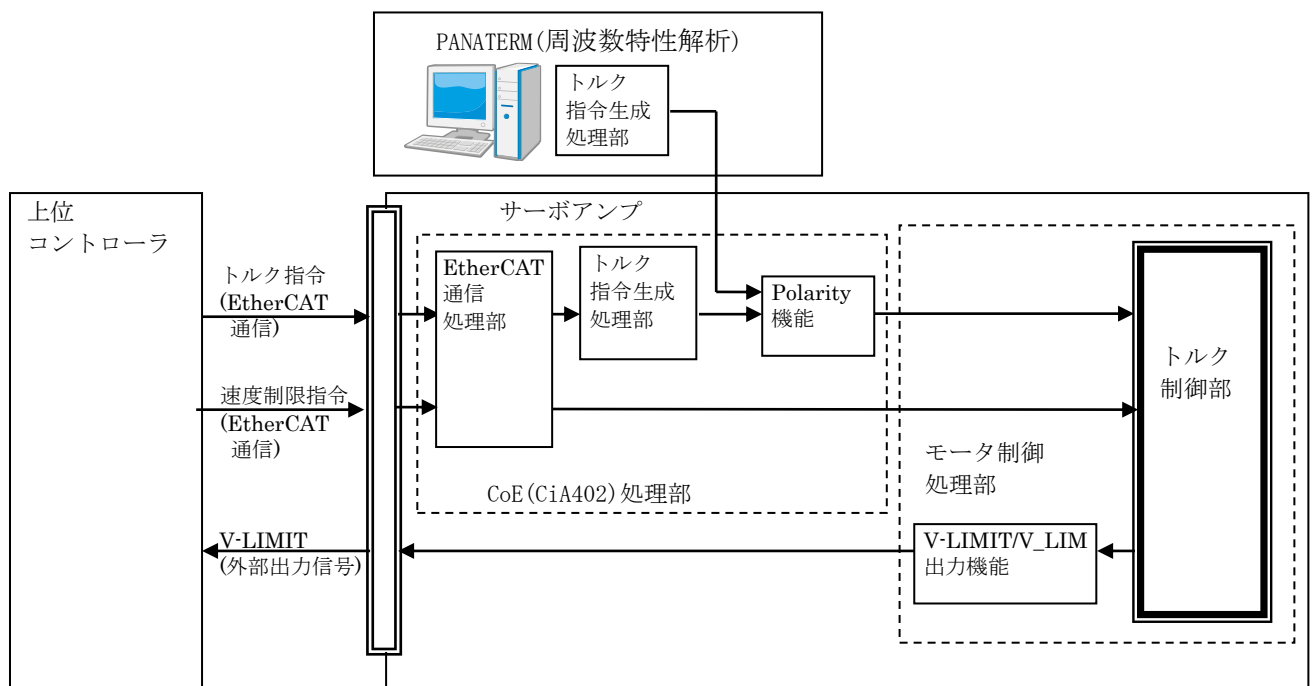 PANATERM(周波数特性解析)
トルク
指令生成
処理部
上位
コントローラ
サーボアンプ
トルク指令
(EtherCAT
通信)
EtherCAT
通信
処理部
トルク
指令生成
処理部
Polarity
機能
トルク
制御部
速度制限指令
(EtherCAT
通信)
モータ制御
処理部
CoE(CiA402)処理部
V-LIMIT
(外部出力信号)
V-LIMIT/V_LIM
出力機能